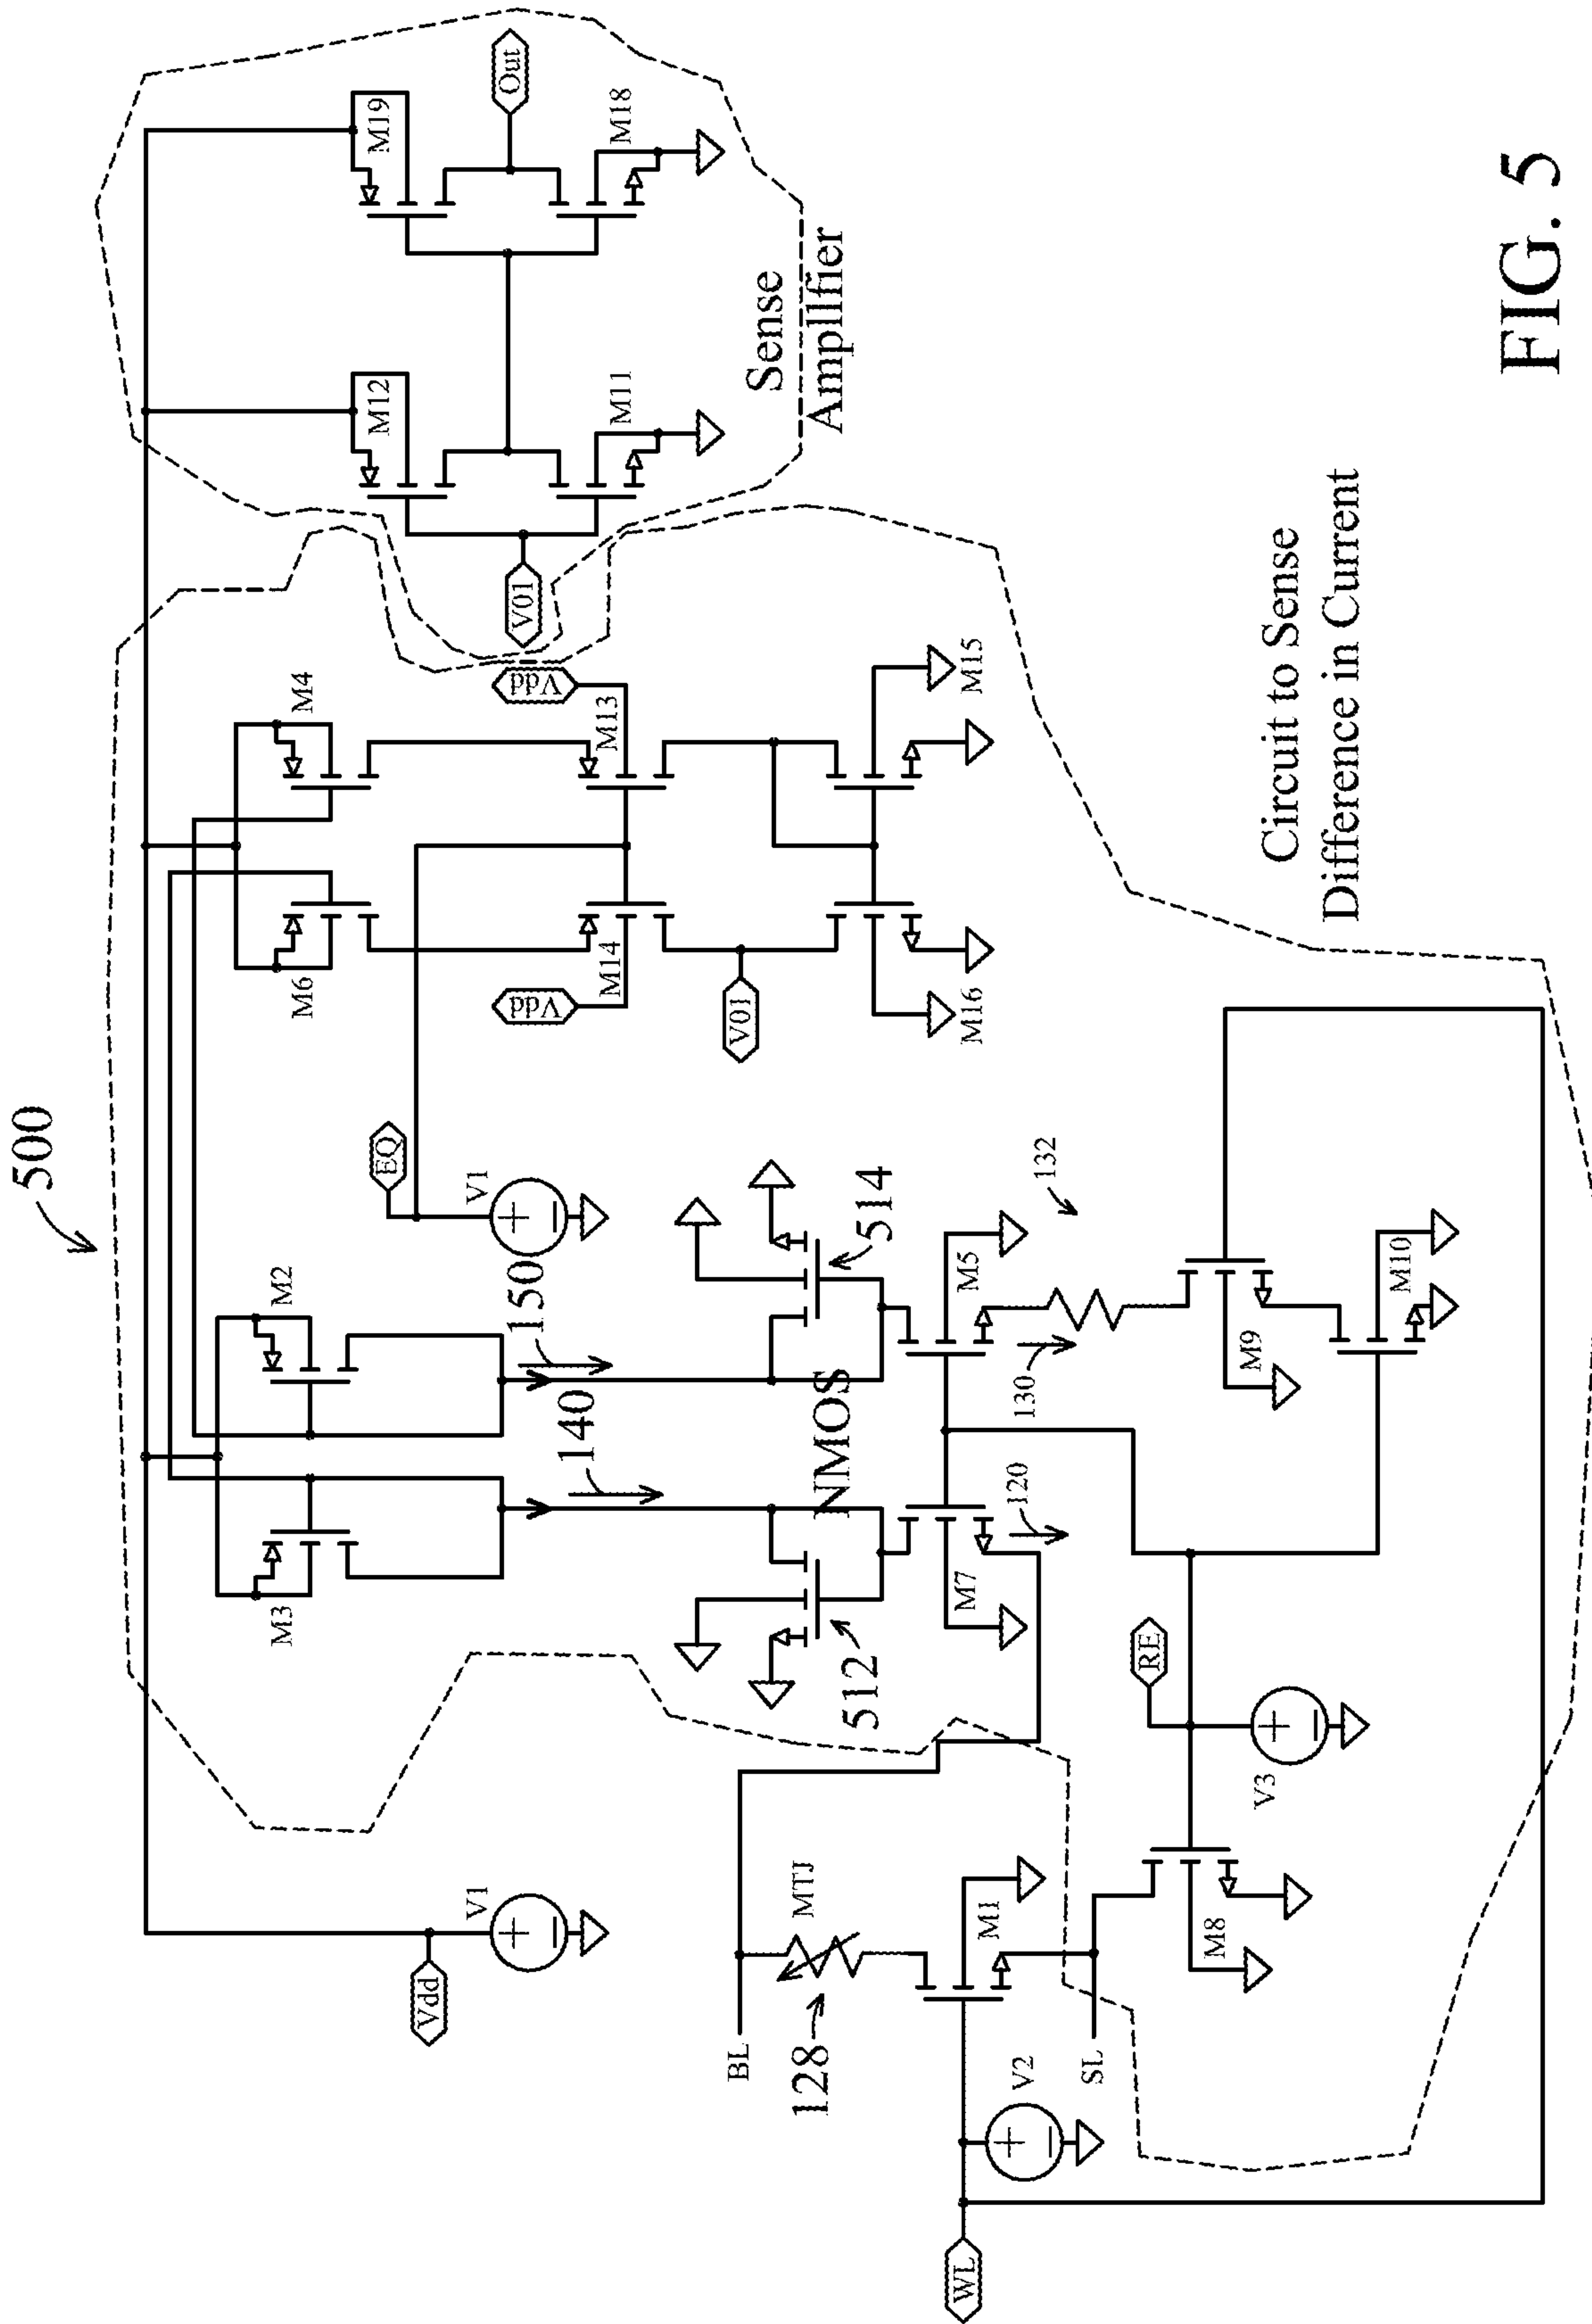 500
Vdd
V1
M3
M2
M6
M4
M12
M19
140
150
EQ
V1
Vdd
Vdd
M14
M13
V01
Out
M11
M18
V01
NMOS
512
514
Sense
Amplifier
BL
MTJ
128
M7
M5
M16
M15
120
130
132
WL
V2
M1
SL
RE
M8
V3
M9
M10
Circuit to Sense
Difference in Current
FIG. 5